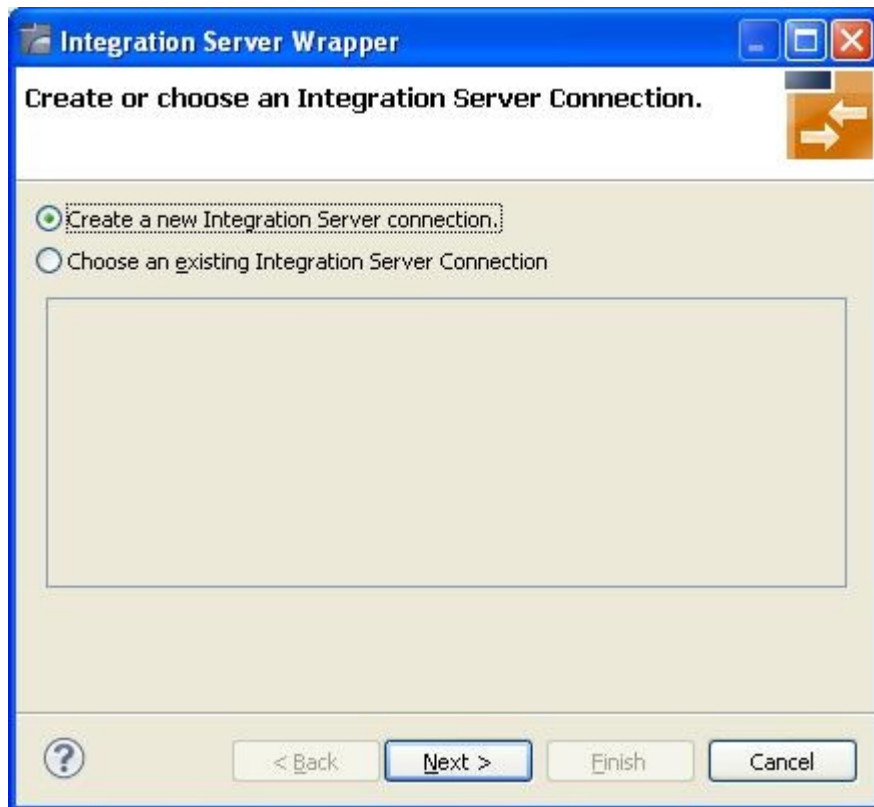 Integration Server Wrapper
Create or choose an Integration Server Connection.
Create a new Integration Server connection.
Choose an existing Integration Server Connection
? < Back Next > Finish Cancel